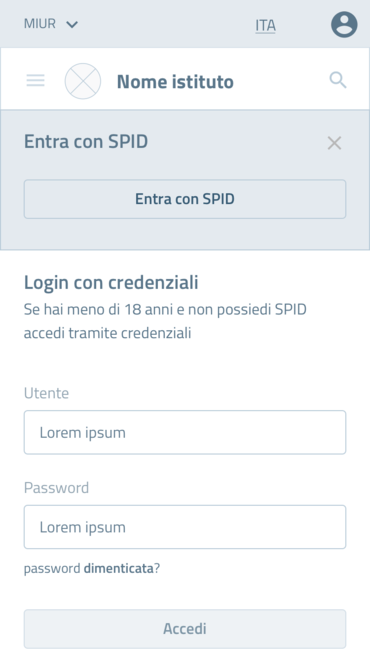 MIUR
ITA
Nome istituto
Entra con SPID
Entra con SPID
Login con credenziali
Se hai meno di 18 anni e non possiedi SPID
accedi tramite credenziali
Utente
Lorem ipsum
Password
Lorem ipsum
password dimenticata?
Accedi